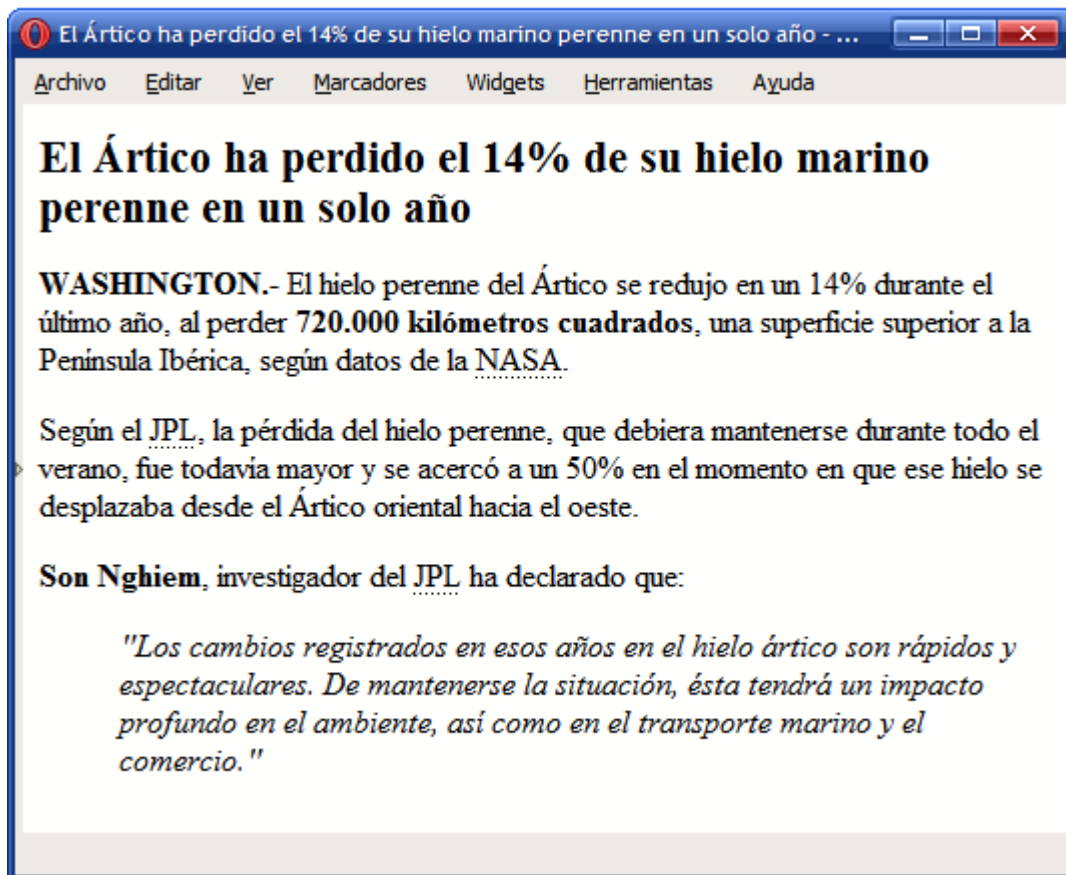 El Ártico ha perdido el 14% de su hielo marino perenne en un solo año - ...
Archivo Editar Ver Marcadores Widgets Herramientas Ayuda
El Ártico ha perdido el 14% de su hielo marino
perenne en un solo año
WASHINGTON.- El hielo perenne del Ártico se redujo en un 14% durante el
último año, al perder 720.000 kilómetros cuadrados, una superficie superior a la
Península Ibérica, según datos de la NASA.
Según el JPL, la pérdida del hielo perenne, que debiera mantenerse durante todo el
verano, fue todavía mayor y se acercó a un 50% en el momento en que ese hielo se
desplazaba desde el Ártico oriental hacia el oeste.
Son Nghiem, investigador del JPL ha declarado que:
"Los cambios registrados en esos años en el hielo ártico son rápidos y
espectaculares. De mantenerse la situación, ésta tendrá un impacto
profundo en el ambiente, así como en el transporte marino y el
comercio."